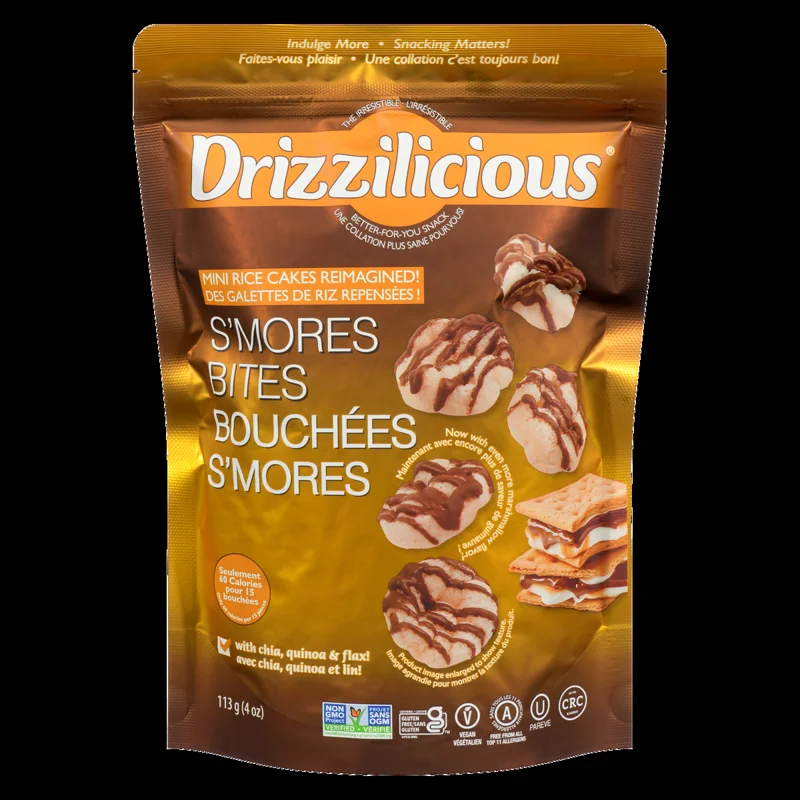 Indulge More • Snacking Matters!
Faites-vous plaisir • Une collation c'est toujours bon!
THE IRRESISTIBLE • L'IRRÉSISTIBLE
Drizzilicious®
BETTER-FOR-YOU SNACK
UNE COLLATION PLUS SAINE POUR VOUS!
MINI RICE CAKES REIMAGINED!
DES GALETTES DE RIZ REPENSÉES !
S'MORES
BITES
BOUCHÉES
S'MORES
Now with even more marshmallow flavor!
Maintenant avec encore plus de saveur de guimauve!
Seulement
60 Calories
pour 15
bouchées
with chia, quinoa & flax!
avec chia, quinoa et lin!
Product image enlarged to show texture.
Image agrandie pour montrer la texture du produit.
113 g (4 oz)
NON
GMO
Project
VERIFIED
PROJET
SANS
OGM
VÉRIFIÉ
GLUTEN
FREE/SANS
GLUTEN
g
V
VEGAN
VÉGÉTALIEN
A
FREE FROM ALL
TOP 11 ALLERGENS
U
PAREVE
CRC